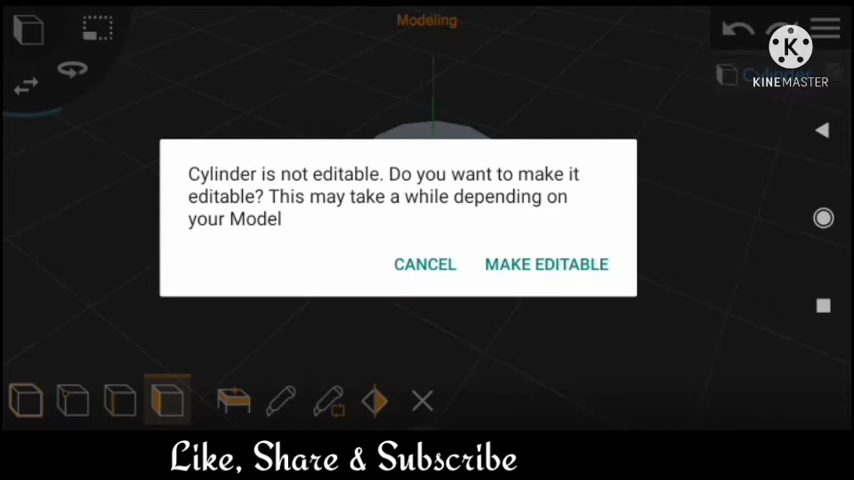 Modeling
K
KINEMASTER
Cylinder
Cylinder is not editable. Do you want to make it
editable? This may take a while depending on
your Model
CANCEL MAKE EDITABLE
Like, Share & Subscribe